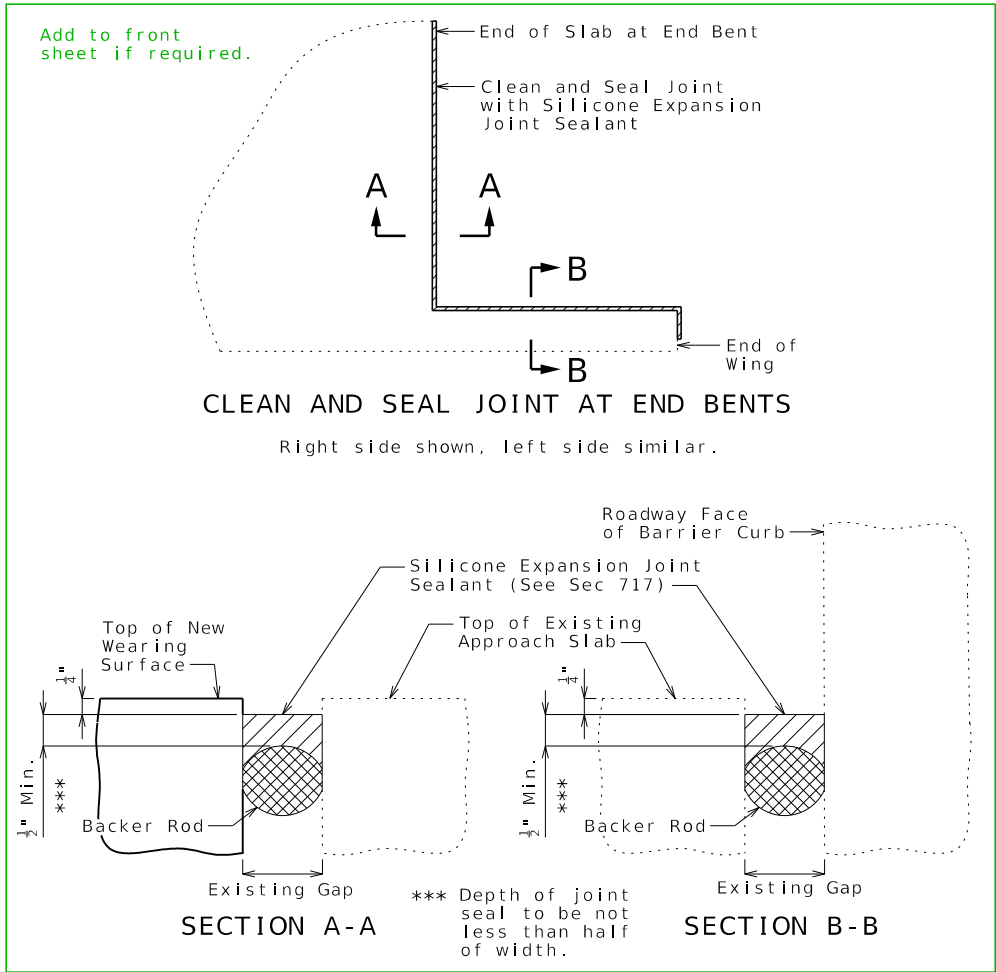 Add to front
sheet if required.
End of Slab at End Bent
Clean and Seal Joint
with Silicone Expansion
Joint Sealant
A
A
B
B
End of
Wing
CLEAN AND SEAL JOINT AT END BENTS
Right side shown, left side similar.
Roadway Face
of Barrier Curb
Silicone Expansion Joint
Sealant (See Sec 717)
Top of New
Wearing
Surface
Top of Existing
Approach Slab
1/4"
1/4"
1/2" Min.
***
1/2" Min.
***
Backer Rod
Backer Rod
Existing Gap
Existing Gap
*** Depth of joint
seal to be not
less than half
of width.
SECTION A-A
SECTION B-B